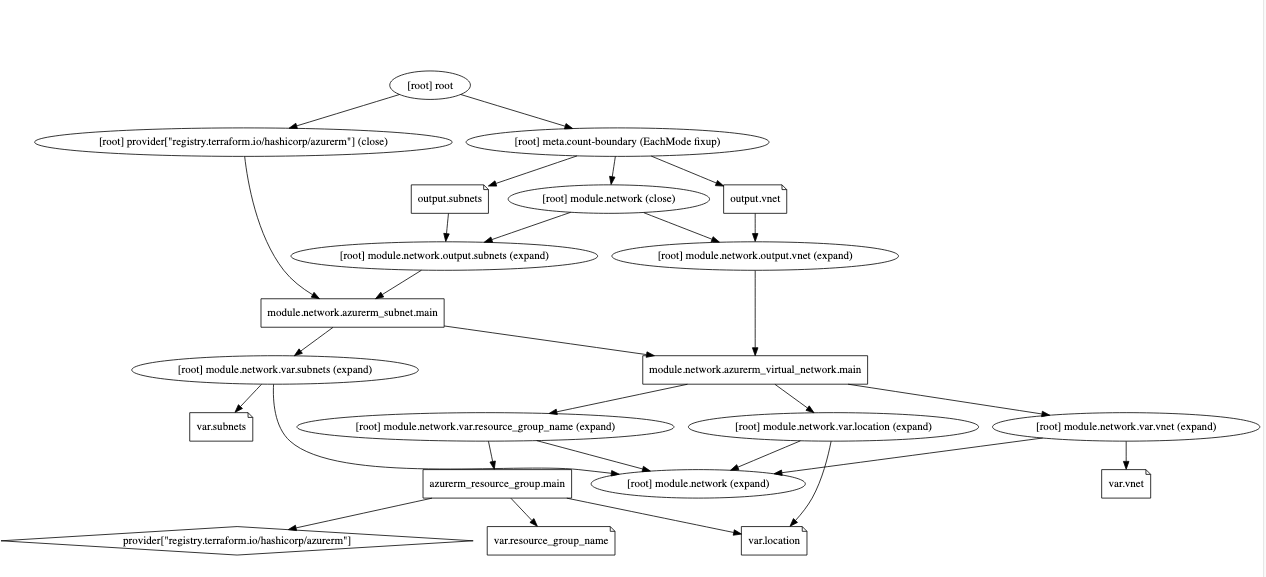 [root] root
[root] provider["registry.terraform.io/hashicorp/azurerm"] (close)
[root] meta.count-boundary (EachMode fixup)
output.subnets
[root] module.network (close)
output.vnet
[root] module.network.output.subnets (expand)
[root] module.network.output.vnet (expand)
module.network.azurerm_subnet.main
[root] module.network.var.subnets (expand)
module.network.azurerm_virtual_network.main
var.subnets
[root] module.network.var.resource_group_name (expand)
[root] module.network.var.location (expand)
[root] module.network.var.vnet (expand)
azurerm_resource_group.main
[root] module.network (expand)
var.vnet
provider["registry.terraform.io/hashicorp/azurerm"]
var.resource_group_name
var.location